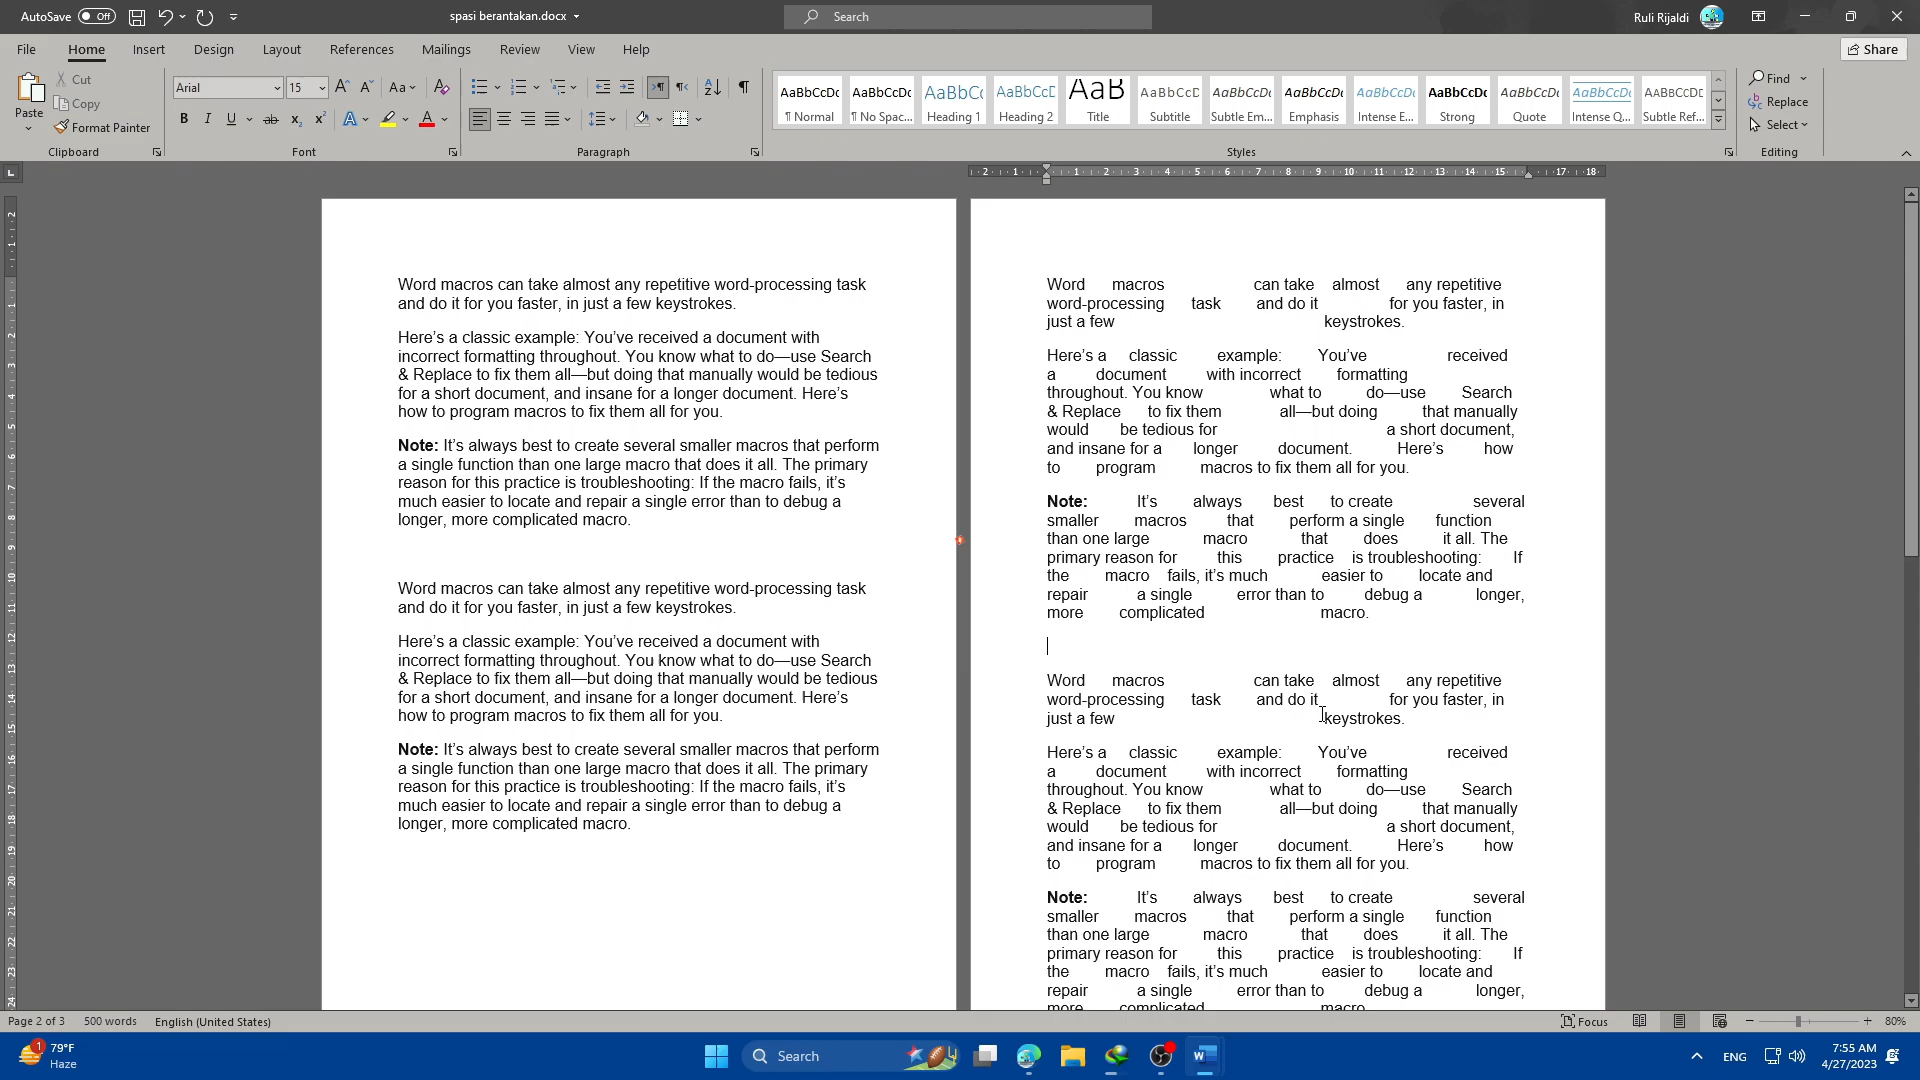 AutoSave Off spasi berantakan.docx Search Ruli Rijaldi
File Home Insert Design Layout References Mailings Review View Help Share
Paste Cut Copy Format Painter
Arial 15 Aa
B I U ab x₂ x² A A
AaBbCcDc AaBbCcDc AaBbCc AaBbCcD AaB AaBbCcD AaBbCcDc AaBbCcDc AaBbCcDc AaBbCcDc AaBbCcDc AaBbCcDc AABBCCDD
¶ Normal ¶ No Spac... Heading 1 Heading 2 Title Subtitle Subtle Em... Emphasis Intense E... Strong Quote Intense Q... Subtle Ref...
Find Replace Select
Clipboard Font Paragraph Styles Editing
2 1 1 2 3 4 5 6 7 8 9 10 11 12 13 14 15 17 18
Word macros can take almost any repetitive word-processing task
and do it for you faster, in just a few keystrokes.
Here’s a classic example: You’ve received a document with
incorrect formatting throughout. You know what to do—use Search
& Replace to fix them all—but doing that manually would be tedious
for a short document, and insane for a longer document. Here’s
how to program macros to fix them all for you.
Note: It’s always best to create several smaller macros that perform
a single function than one large macro that does it all. The primary
reason for this practice is troubleshooting: If the macro fails, it’s
much easier to locate and repair a single error than to debug a
longer, more complicated macro.
Word macros can take almost any repetitive word-processing task
and do it for you faster, in just a few keystrokes.
Here’s a classic example: You’ve received a document with
incorrect formatting throughout. You know what to do—use Search
& Replace to fix them all—but doing that manually would be tedious
for a short document, and insane for a longer document. Here’s
how to program macros to fix them all for you.
Note: It’s always best to create several smaller macros that perform
a single function than one large macro that does it all. The primary
reason for this practice is troubleshooting: If the macro fails, it’s
much easier to locate and repair a single error than to debug a
longer, more complicated macro.
Word macros can take almost any repetitive
word-processing task and do it for you faster, in
just a few keystrokes.
Here’s a classic example: You’ve received
a document with incorrect formatting
throughout. You know what to do—use Search
& Replace to fix them all—but doing that manually
would be tedious for a short document,
and insane for a longer document. Here’s how
to program macros to fix them all for you.
Note: It’s always best to create several
smaller macros that perform a single function
than one large macro that does it all. The
primary reason for this practice is troubleshooting: If
the macro fails, it’s much easier to locate and
repair a single error than to debug a longer,
more complicated macro.
Word macros can take almost any repetitive
word-processing task and do it for you faster, in
just a few keystrokes.
Here’s a classic example: You’ve received
a document with incorrect formatting
throughout. You know what to do—use Search
& Replace to fix them all—but doing that manually
would be tedious for a short document,
and insane for a longer document. Here’s how
to program macros to fix them all for you.
Note: It’s always best to create several
smaller macros that perform a single function
than one large macro that does it all. The
primary reason for this practice is troubleshooting: If
the macro fails, it’s much easier to locate and
repair a single error than to debug a longer,
more complicated macro.
Page 2 of 3 500 words English (United States) Focus 80%
1 79°F
Haze
Search
ENG
7:55 AM
4/27/2023